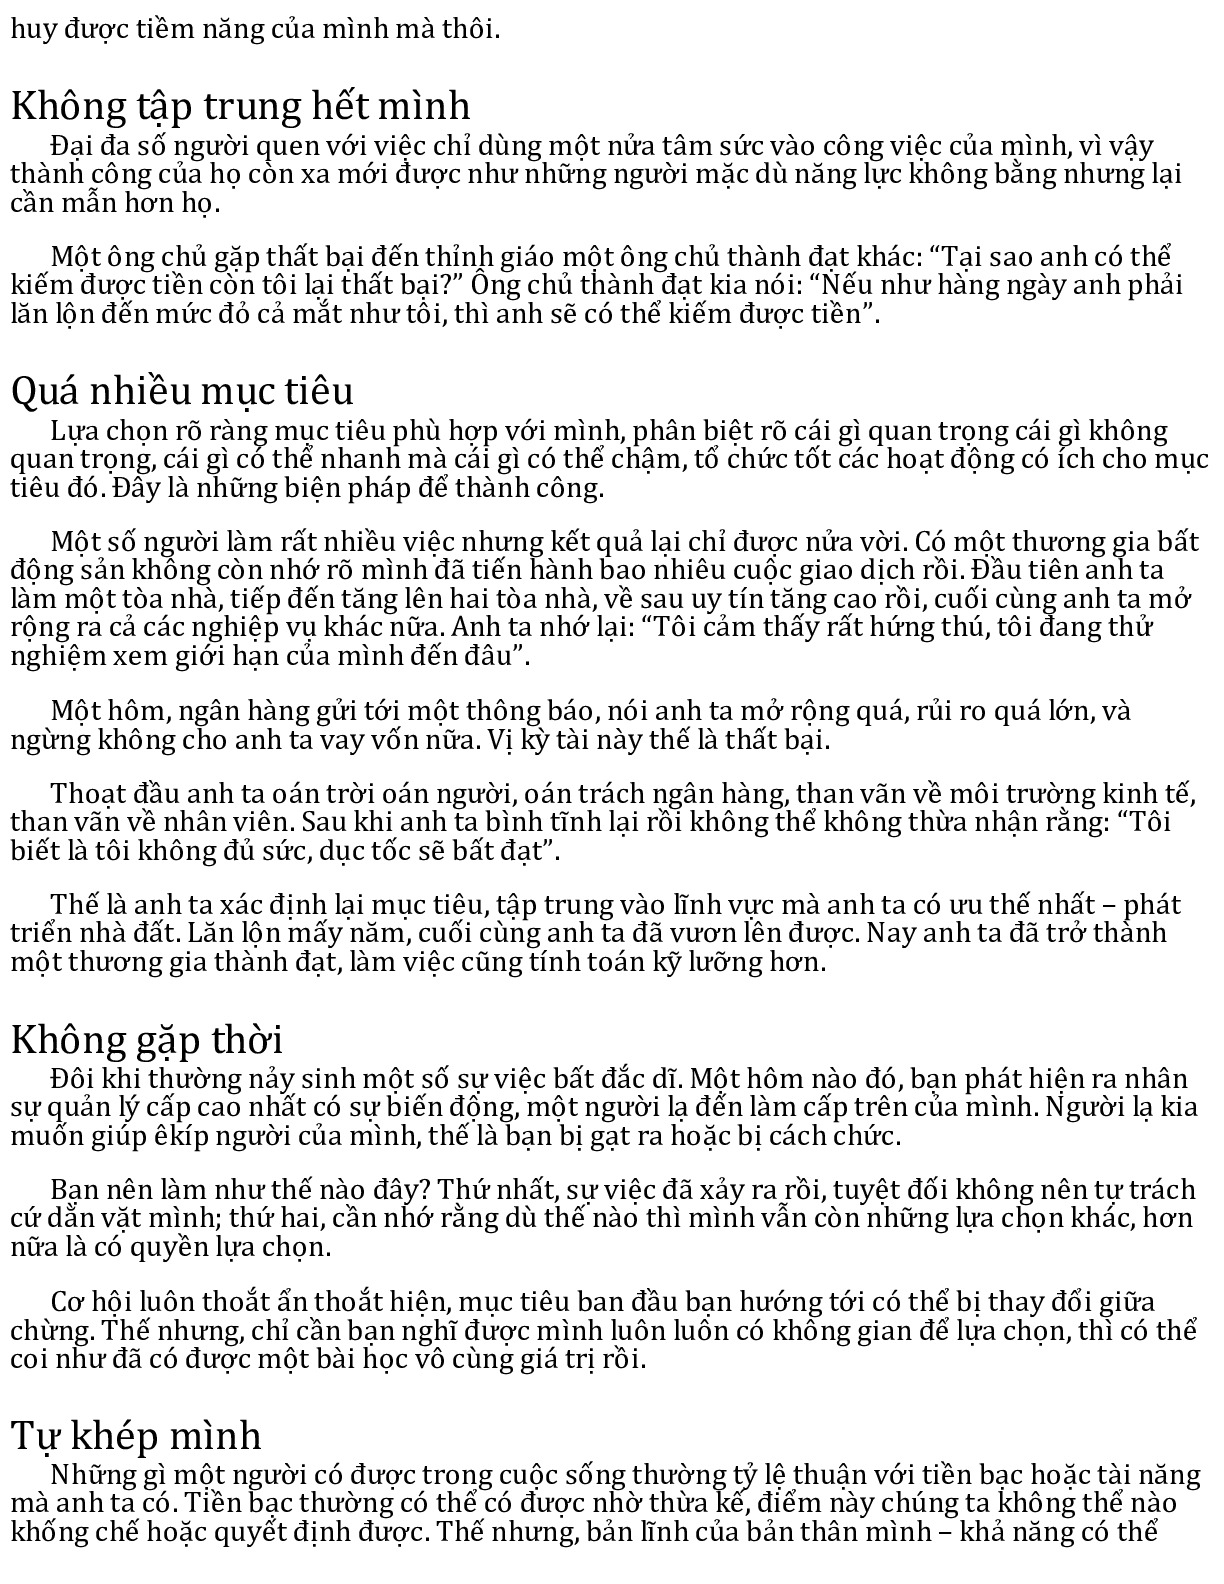 huy được tiềm năng của mình mà thôi.
Không tập trung hết mình
Đại đa số người quen với việc chỉ dùng một nửa tâm sức vào công việc của mình, vì vậy
thành công của họ còn xa mới được như những người mặc dù năng lực không bằng nhưng lại
cần mẫn hơn họ.
Một ông chủ gặp thất bại đến thỉnh giáo một ông chủ thành đạt khác: “Tại sao anh có thể
kiếm được tiền còn tôi lại thất bại?” Ông chủ thành đạt kia nói: “Nếu như hàng ngày anh phải
lăn lộn đến mức đỏ cả mắt như tôi, thì anh sẽ có thể kiếm được tiền”.
Quá nhiều mục tiêu
Lựa chọn rõ ràng mục tiêu phù hợp với mình, phân biệt rõ cái gì quan trọng cái gì không
quan trọng, cái gì có thể nhanh mà cái gì có thể chậm, tổ chức tốt các hoạt động có ích cho mục
tiêu đó. Đây là những biện pháp để thành công.
Một số người làm rất nhiều việc nhưng kết quả lại chỉ được nửa vời. Có một thương gia bất
động sản không còn nhớ rõ mình đã tiến hành bao nhiêu cuộc giao dịch rồi. Đầu tiên anh ta
làm một tòa nhà, tiếp đến tăng lên hai tòa nhà, về sau uy tín tăng cao rồi, cuối cùng anh ta mở
rộng ra cả các nghiệp vụ khác nữa. Anh ta nhớ lại: “Tôi cảm thấy rất hứng thú, tôi đang thử
nghiệm xem giới hạn của mình đến đâu”.
Một hôm, ngân hàng gửi tới một thông báo, nói anh ta mở rộng quá, rủi ro quá lớn, và
ngừng không cho anh ta vay vốn nữa. Vị kỳ tài này thế là thất bại.
Thoạt đầu anh ta oán trời oán người, oán trách ngân hàng, than vãn về môi trường kinh tế,
than vãn về nhân viên. Sau khi anh ta bình tĩnh lại rồi không thể không thừa nhận rằng: “Tôi
biết là tôi không đủ sức, dục tốc sẽ bất đạt”.
Thế là anh ta xác định lại mục tiêu, tập trung vào lĩnh vực mà anh ta có ưu thế nhất – phát
triển nhà đất. Lăn lộn mấy năm, cuối cùng anh ta đã vươn lên được. Nay anh ta đã trở thành
một thương gia thành đạt, làm việc cũng tính toán kỹ lưỡng hơn.
Không gặp thời
Đôi khi thường nảy sinh một số sự việc bất đắc dĩ. Một hôm nào đó, bạn phát hiện ra nhân
sự quản lý cấp cao nhất có sự biến động, một người lạ đến làm cấp trên của mình. Người lạ kia
muốn giúp êkíp người của mình, thế là bạn bị gạt ra hoặc bị cách chức.
Bạn nên làm như thế nào đây? Thứ nhất, sự việc đã xảy ra rồi, tuyệt đối không nên tự trách
cứ dằn vặt mình; thứ hai, cần nhớ rằng dù thế nào thì mình vẫn còn những lựa chọn khác, hơn
nữa là có quyền lựa chọn.
Cơ hội luôn thoắt ẩn thoắt hiện, mục tiêu ban đầu bạn hướng tới có thể bị thay đổi giữa
chừng. Thế nhưng, chỉ cần bạn nghĩ được mình luôn luôn có không gian để lựa chọn, thì có thể
coi như đã có được một bài học vô cùng giá trị rồi.
Tự khép mình
Những gì một người có được trong cuộc sống thường tỷ lệ thuận với tiền bạc hoặc tài năng
mà anh ta có. Tiền bạc thường có thể có được nhờ thừa kế, điểm này chúng ta không thể nào
khống chế hoặc quyết định được. Thế nhưng, bản lĩnh của bản thân mình – khả năng có thể